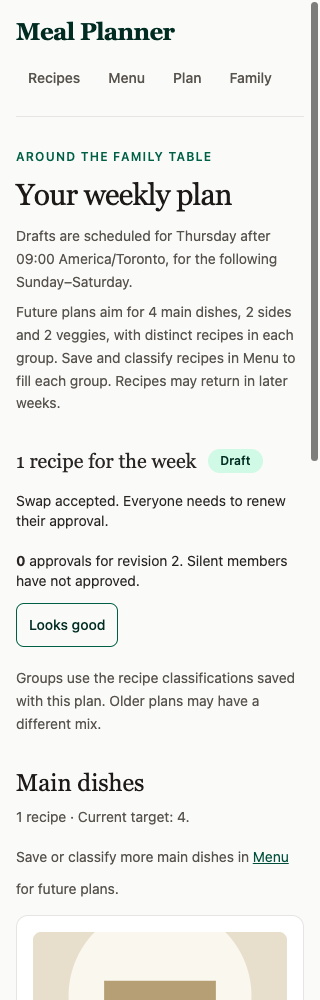 Meal Planner
Recipes Menu Plan Family
AROUND THE FAMILY TABLE
Your weekly plan
Drafts are scheduled for Thursday after
09:00 America/Toronto, for the following
Sunday–Saturday.
Future plans aim for 4 main dishes, 2 sides
and 2 veggies, with distinct recipes in each
group. Save and classify recipes in Menu to
fill each group. Recipes may return in later
weeks.
1 recipe for the week Draft
Swap accepted. Everyone needs to renew
their approval.
0 approvals for revision 2. Silent members
have not approved.
Looks good
Groups use the recipe classifications saved
with this plan. Older plans may have a
different mix.
Main dishes
1 recipe · Current target: 4.
Save or classify more main dishes in Menu
for future plans.